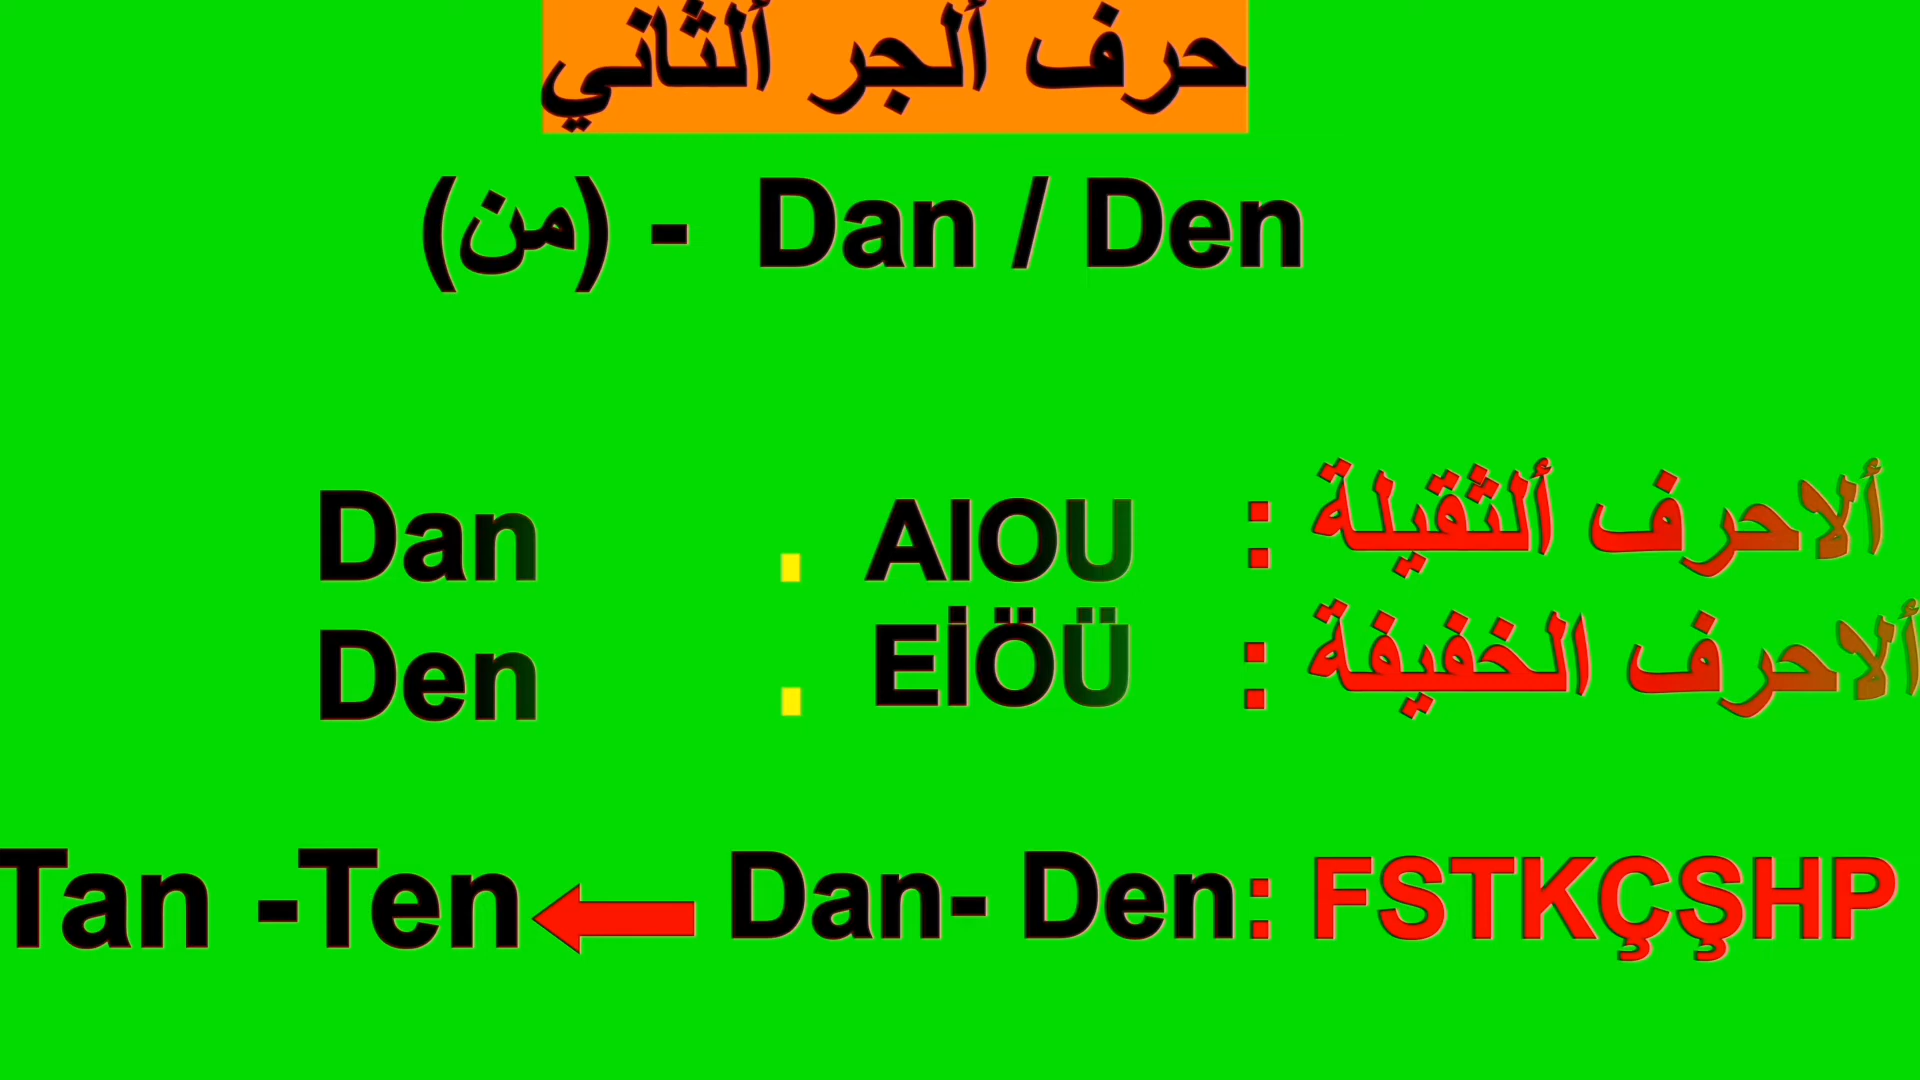 حرف ألجر ألثاني
(من) - Dan / Den
ألاحرف ألثقيلة : AIOU . Dan
ألاحرف الخفيفة : EİÖÜ . Den
FSTKÇŞHP :Dan- Den Tan -Ten